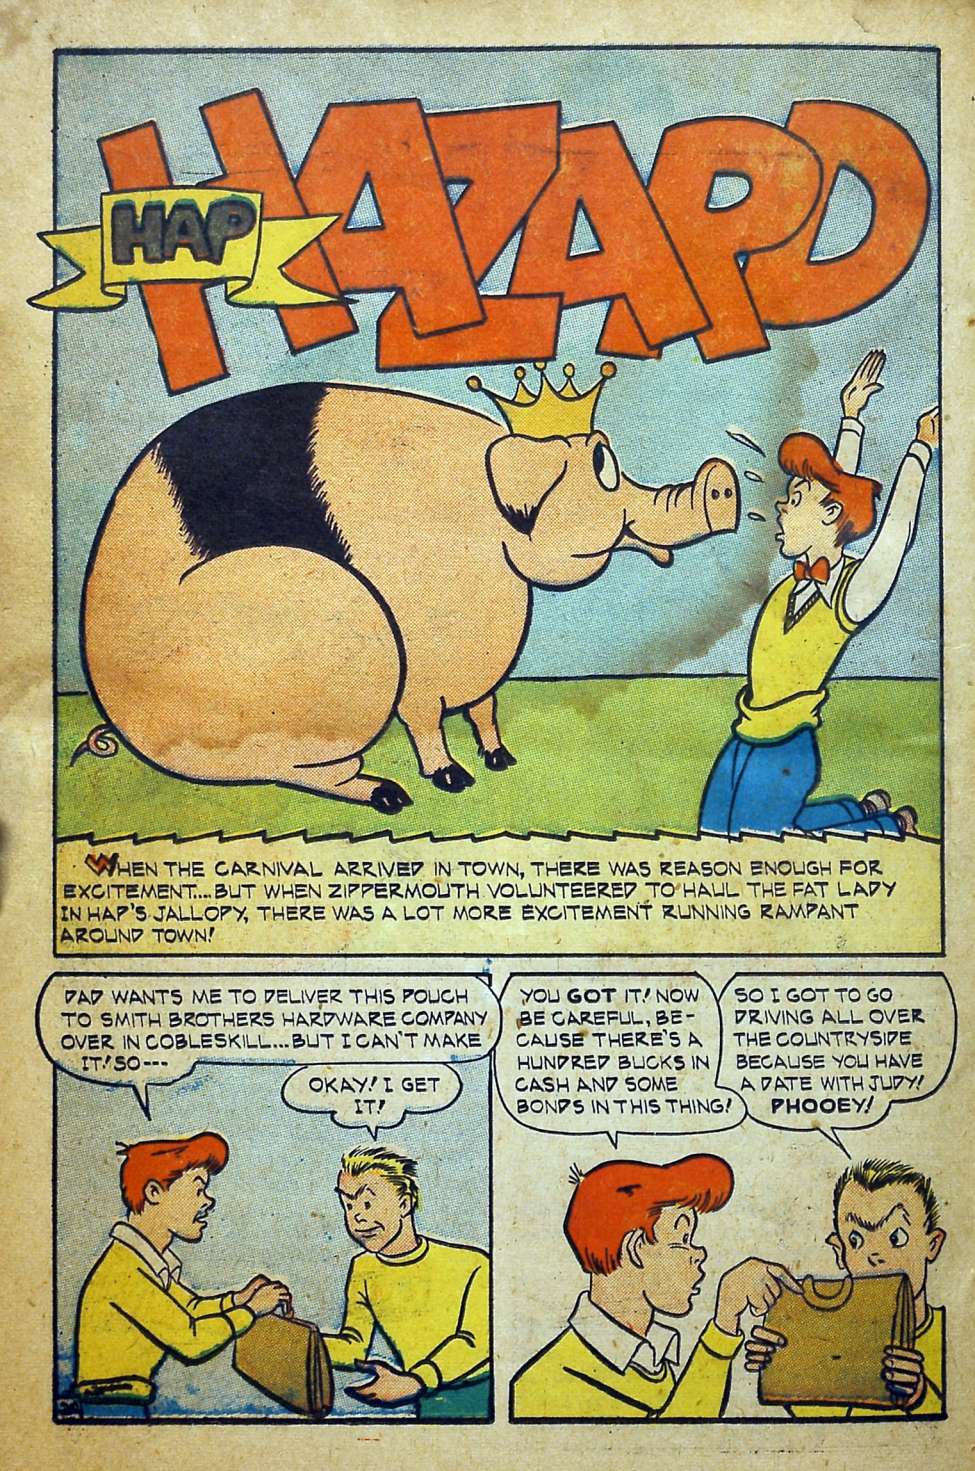 HAP
HAZARD
WHEN THE CARNIVAL ARRIVED IN TOWN, THERE WAS REASON ENOUGH FOR
EXCITEMENT....BUT WHEN ZIPPERMOUTH VOLUNTEERED TO HAUL THE FAT LADY
IN HAP'S JALLOPY, THERE WAS A LOT MORE EXCITEMENT RUNNING RAMPANT
AROUND TOWN!
DAD WANTS ME TO DELIVER THIS POUCH
TO SMITH BROTHERS HARDWARE COMPANY
OVER IN COBLESKILL...BUT I CAN'T MAKE
IT! SO---
OKAY! I GET
IT!
YOU GOT IT! NOW
BE CAREFUL, BE-
CAUSE THERE'S A
HUNDRED BUCKS IN
CASH AND SOME
BONDS IN THIS THING!
SO I GOT TO GO
DRIVING ALL OVER
THE COUNTRYSIDE
BECAUSE YOU HAVE
A DATE WITH JUDY!
PHOOEY!